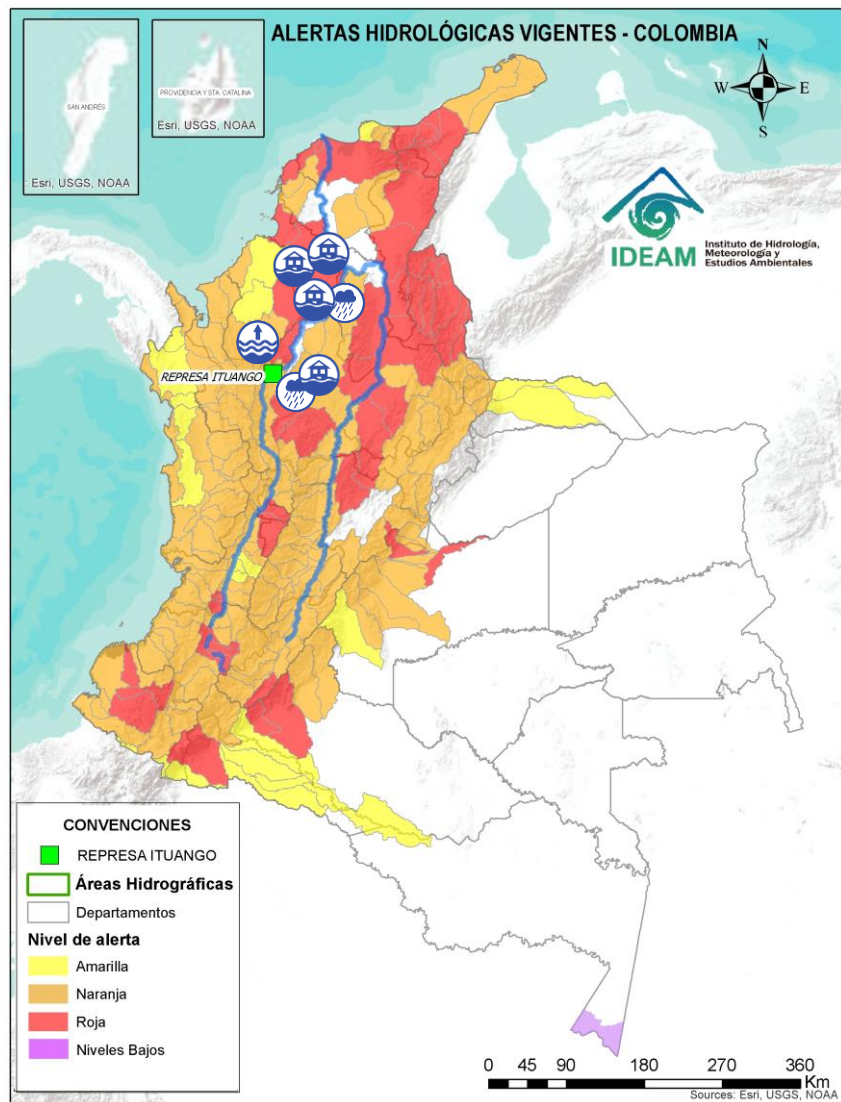 ALERTAS HIDROLÓGICAS VIGENTES - COLOMBIA
SAN ANDRÉS
Esri, USGS, NOAA
PROVIDENCIA Y STA. CATALINA
Esri, USGS, NOAA
N
W
E
S
IDEAM
Instituto de Hidrología,
Meteorología y
Estudios Ambientales
REPRESA ITUANGO
CONVENCIONES
REPRESA ITUANGO
Áreas Hidrográficas
Departamentos
Nivel de alerta
Amarilla
Naranja
Roja
Niveles Bajos
0 45 90 180 270 360
Km
Sources: Esri, USGS, NOAA